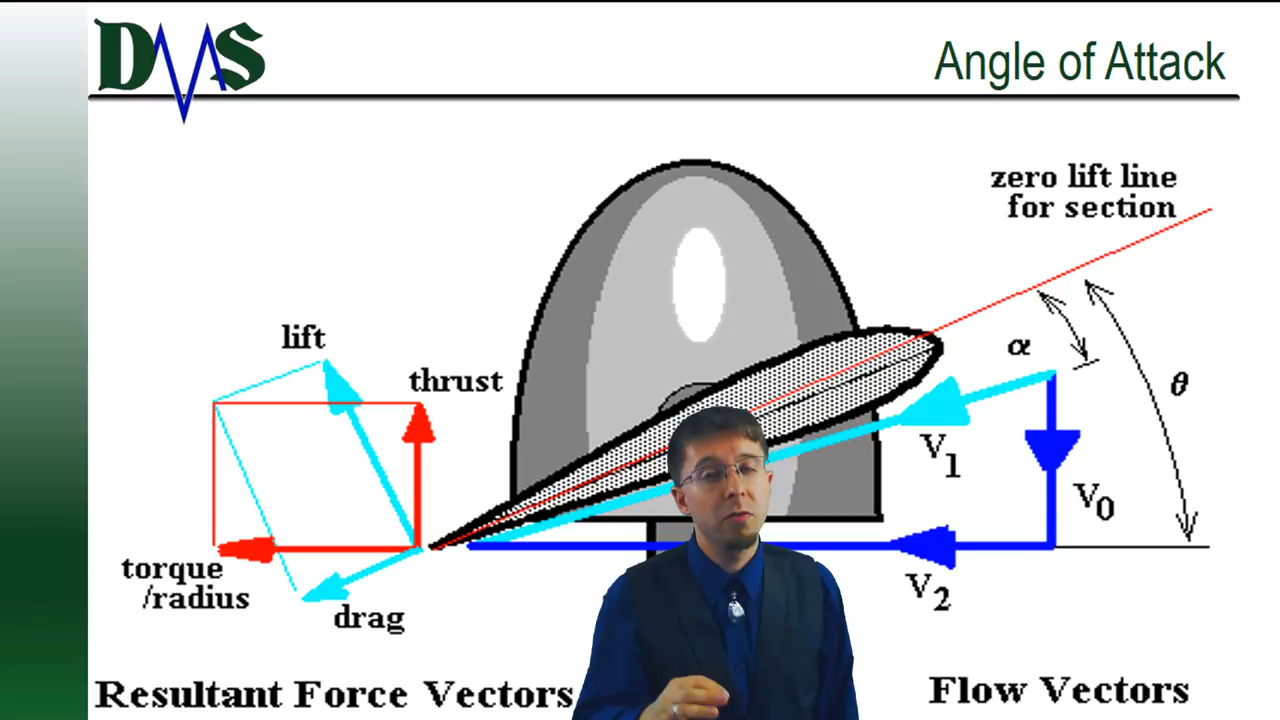 DMS
Angle of Attack
zero lift line
for section
lift
thrust
α
θ
V1
V0
torque
/radius
V2
drag
Resultant Force Vectors
Flow Vectors